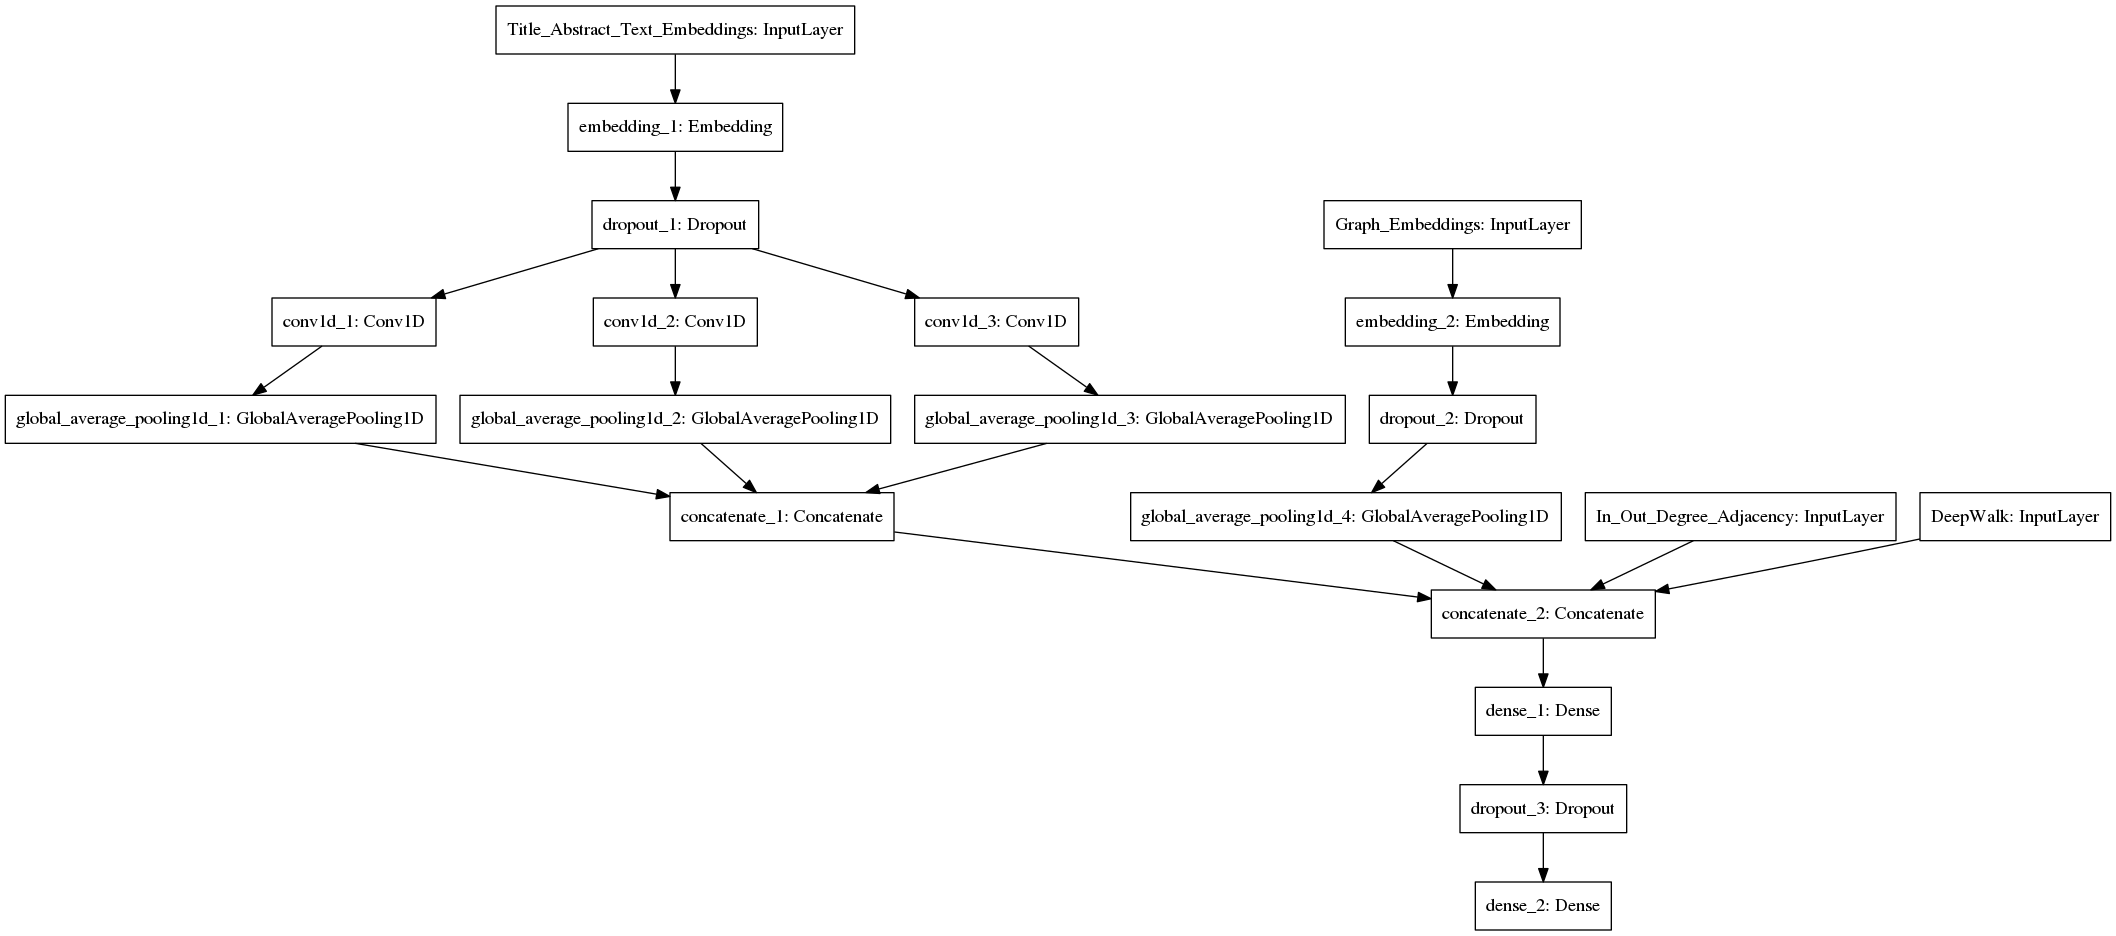 Title_Abstract_Text_Embeddings: InputLayer
embedding_1: Embedding
dropout_1: Dropout
Graph_Embeddings: InputLayer
conv1d_1: Conv1D
conv1d_2: Conv1D
conv1d_3: Conv1D
embedding_2: Embedding
global_average_pooling1d_1: GlobalAveragePooling1D
global_average_pooling1d_2: GlobalAveragePooling1D
global_average_pooling1d_3: GlobalAveragePooling1D
dropout_2: Dropout
concatenate_1: Concatenate
global_average_pooling1d_4: GlobalAveragePooling1D
In_Out_Degree_Adjacency: InputLayer
DeepWalk: InputLayer
concatenate_2: Concatenate
dense_1: Dense
dropout_3: Dropout
dense_2: Dense